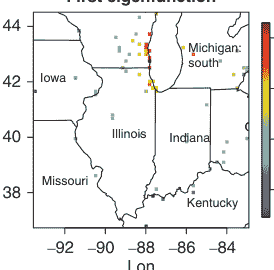 First eigenfunction
44
Michigan:
south
Iowa
42
40
Illinois
Indiana
Missouri
38
Kentucky
−92 −90 −88 −86 −84
Lon